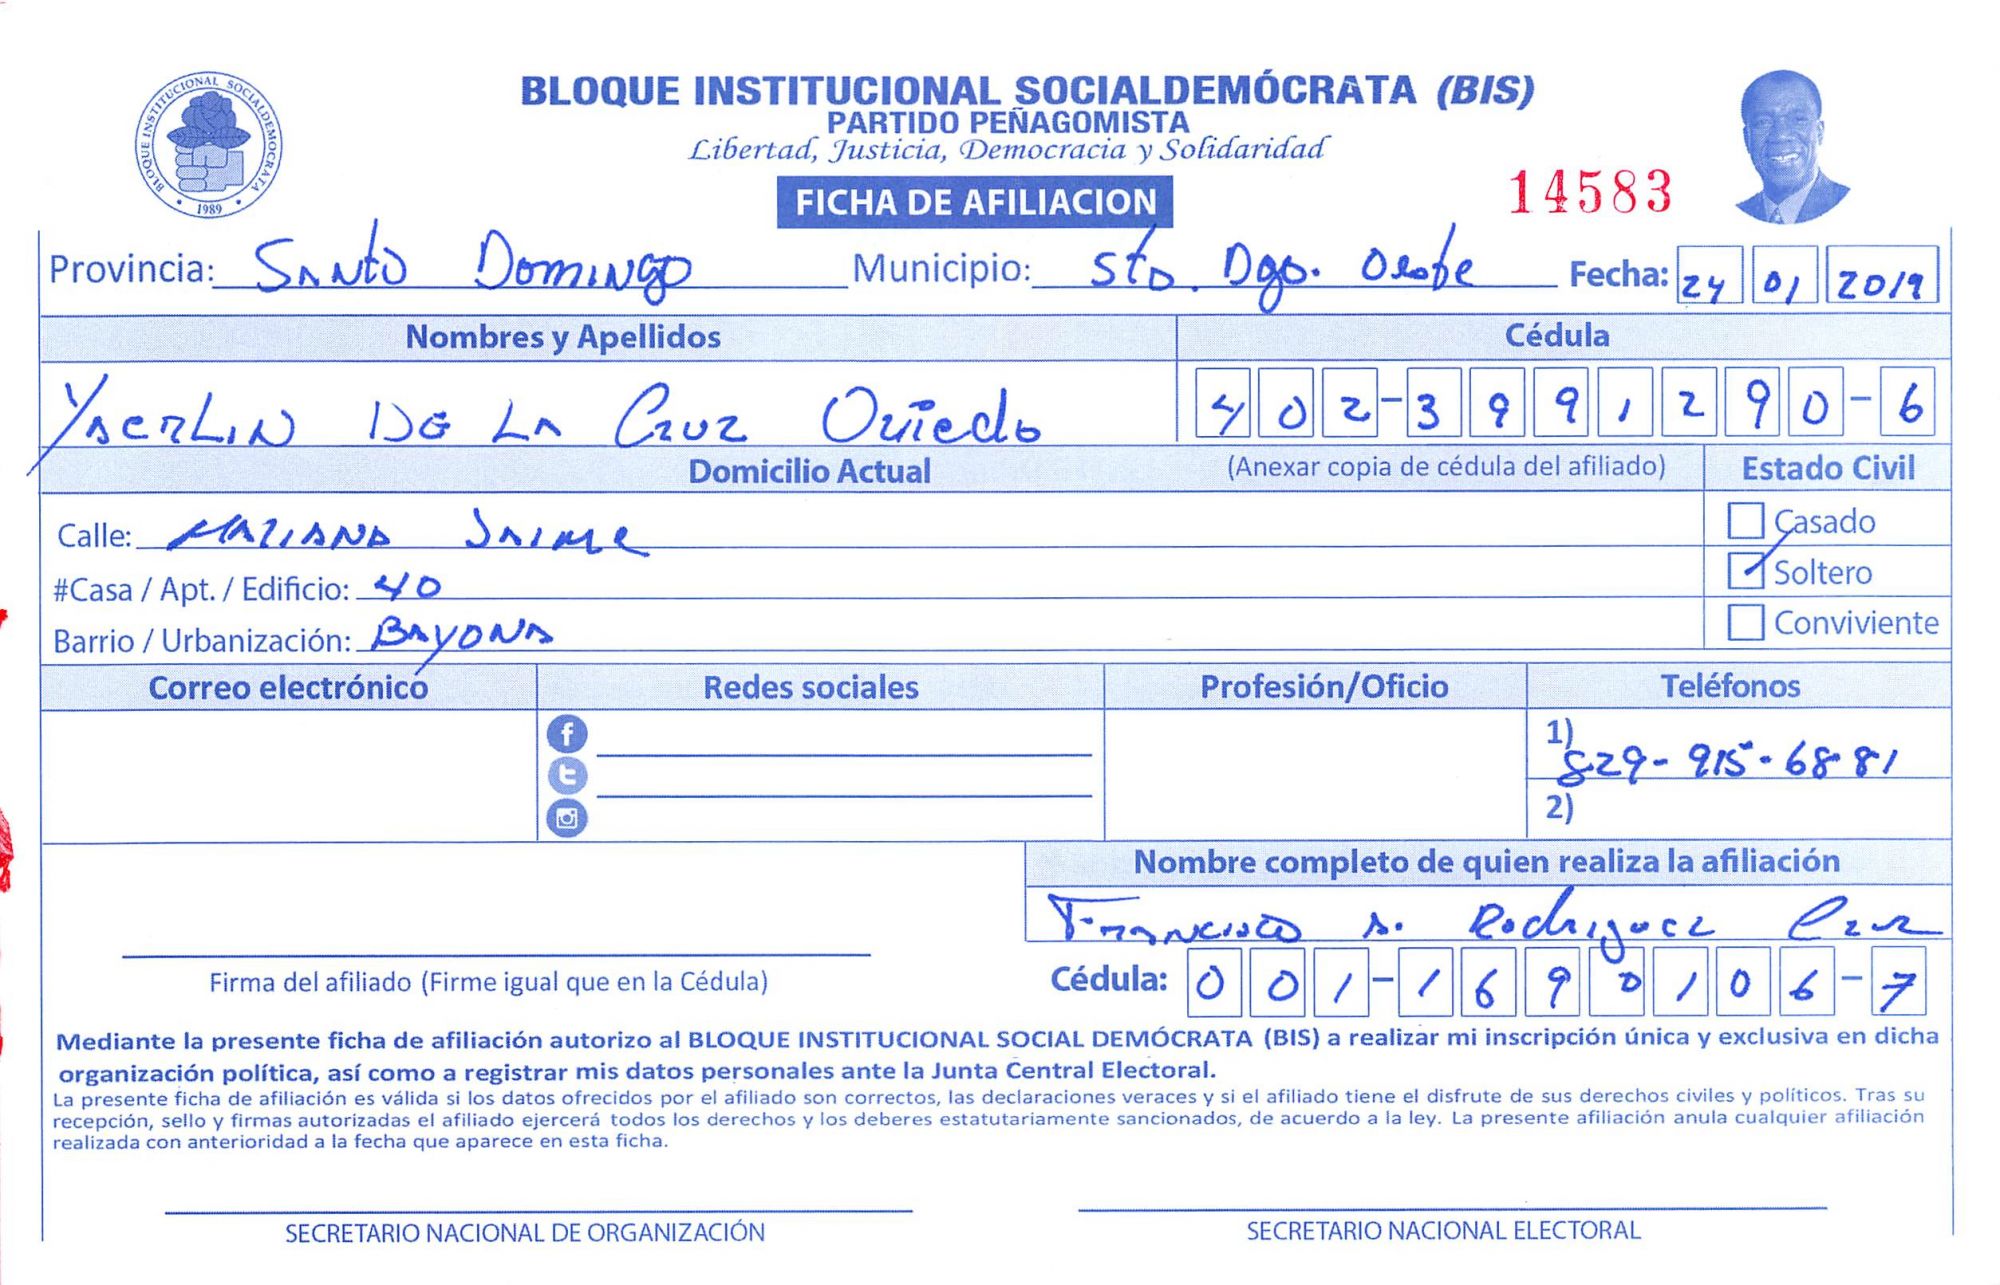 BLOQUE INSTITUCIONAL SOCIALDEMÓCRATA (BIS)
PARTIDO PEÑAGOMISTA
Libertad, Justicia, Democracia y Solidaridad
BLOQUE INSTITUCIONAL SOCIALDEMOCRATA
1989
FICHA DE AFILIACION
14583
Provincia: Santo Domingo Municipio: Sto. Dgo. Oeste Fecha: 24 01 2019
Nombres y Apellidos Cédula
Yaerlin De La Cruz Oviedo 402-3991290-6
Domicilio Actual (Anexar copia de cédula del afiliado) Estado Civil
Calle: Mariana Jaime Casado
Soltero
#Casa / Apt. / Edificio: 40
Conviviente
Barrio / Urbanización: Bayona
Correo electrónico Redes sociales Profesión/Oficio Teléfonos
1) 829-915-6881
2)
Nombre completo de quien realiza la afiliación
Francisco A. Rodriguez Cruz
Firma del afiliado (Firme igual que en la Cédula) Cédula: 001-1690106-7
Mediante la presente ficha de afiliación autorizo al BLOQUE INSTITUCIONAL SOCIAL DEMÓCRATA (BIS) a realizar mi inscripción única y exclusiva en dicha
organización política, así como a registrar mis datos personales ante la Junta Central Electoral.
La presente ficha de afiliación es válida si los datos ofrecidos por el afiliado son correctos, las declaraciones veraces y si el afiliado tiene el disfrute de sus derechos civiles y políticos. Tras su
recepción, sello y firmas autorizadas el afiliado ejercerá todos los derechos y los deberes estatutariamente sancionados, de acuerdo a la ley. La presente afiliación anula cualquier afiliación
realizada con anterioridad a la fecha que aparece en esta ficha.
SECRETARIO NACIONAL DE ORGANIZACIÓN SECRETARIO NACIONAL ELECTORAL